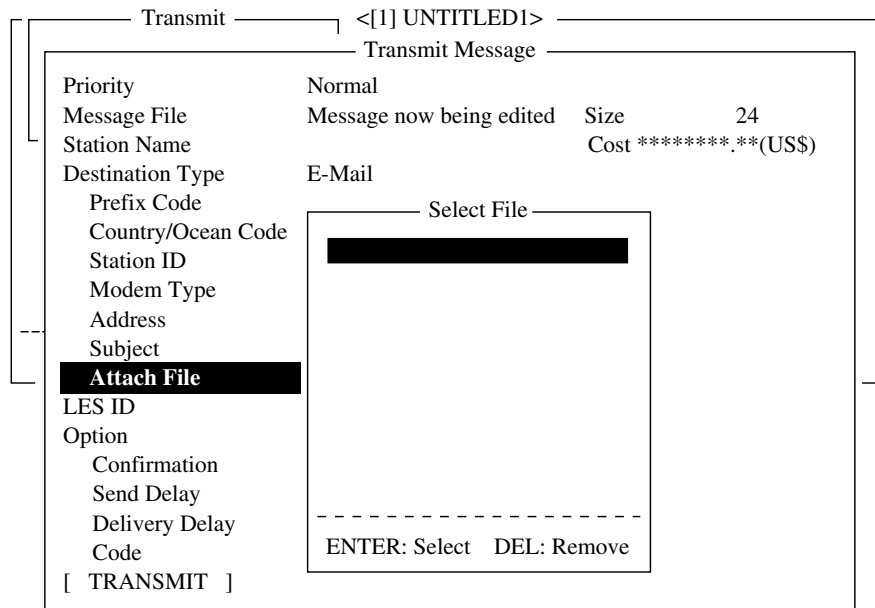 Transmit <[1] UNTITLED1>
Transmit Message
Priority Normal
Message File Message now being edited Size 24
Station Name Cost ********.**(US$)
Destination Type E-Mail
Prefix Code
Select File
Country/Ocean Code
Station ID
Modem Type
Address
Subject
Attach File
LES ID
Option
Confirmation
Send Delay
Delivery Delay
ENTER: Select DEL: Remove
Code
[ TRANSMIT ]